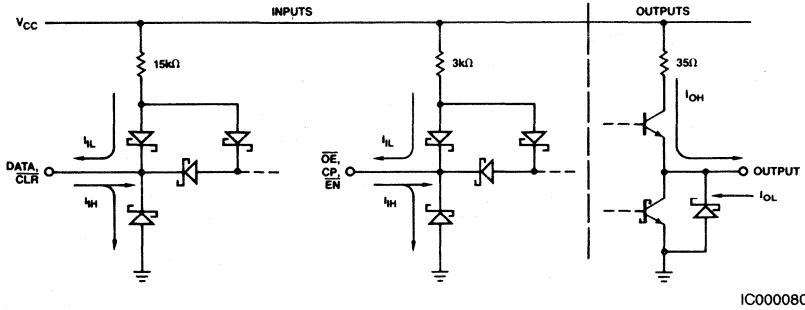 INPUTS
OUTPUTS
VCC
15kΩ
3kΩ
35Ω
IIL
IIL
IOH
DATA,
CLR
OE,
CP,
EN
OUTPUT
IIH
IIH
IOL
IC000080